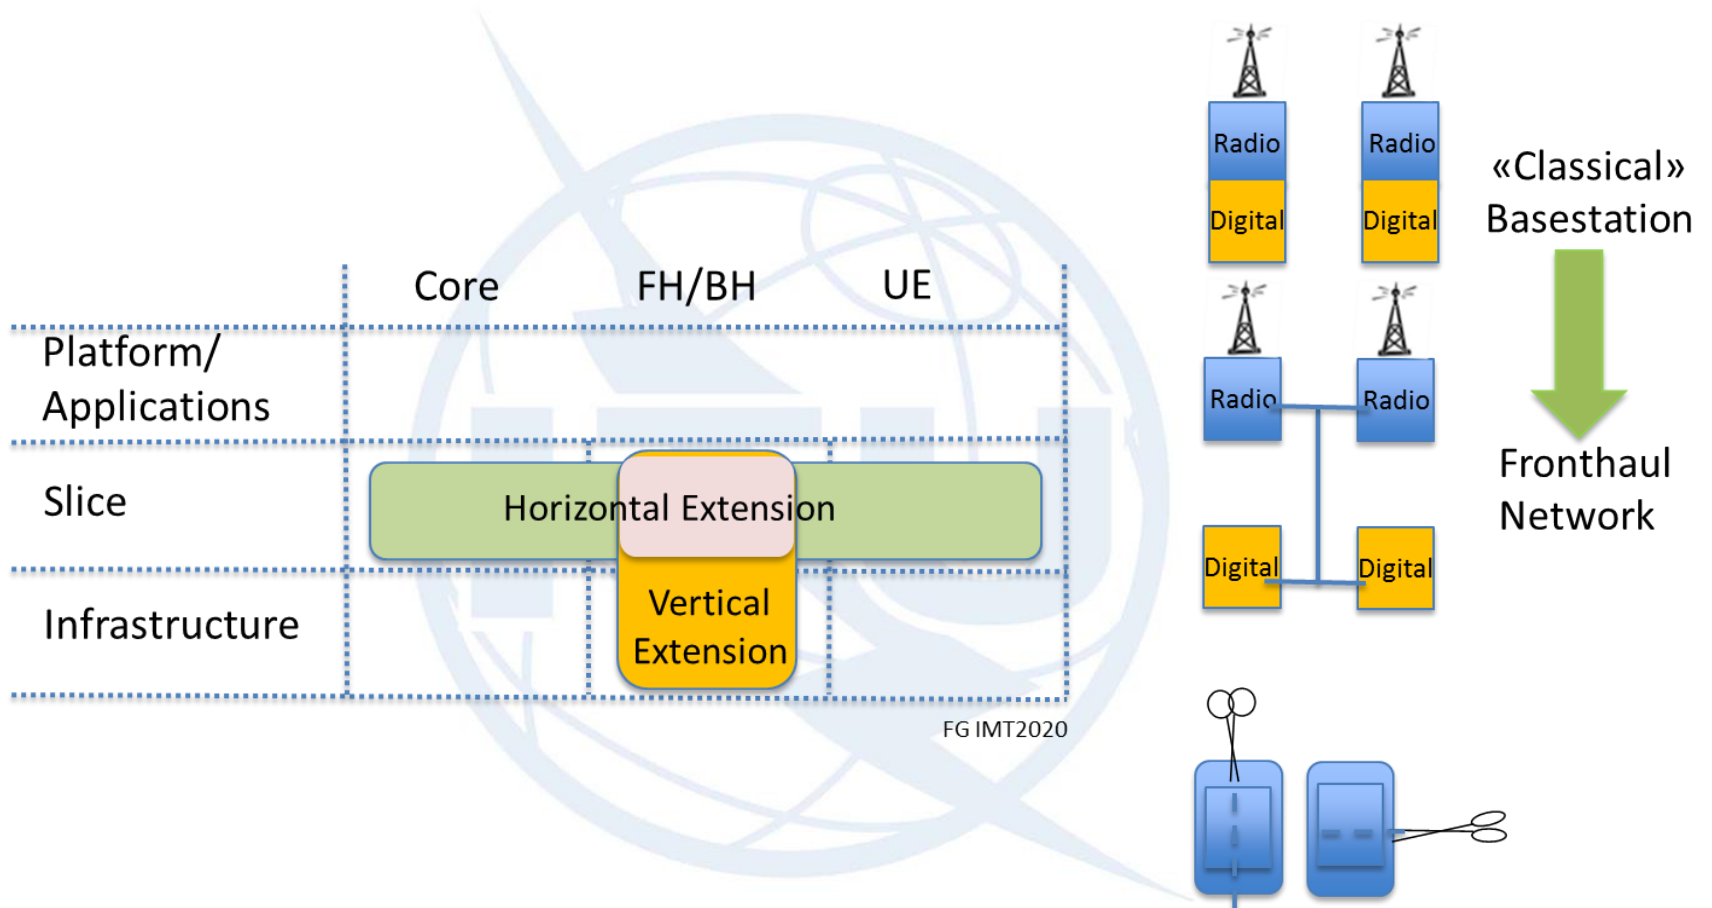 Core FH/BH UE
Platform/
Applications
Slice
Horizontal Extension
Infrastructure
Vertical
Extension
FG IMT2020
ITU
Radio Radio
Digital Digital
«Classical»
Basestation
Radio Radio
Digital Digital
Fronthaul
Network